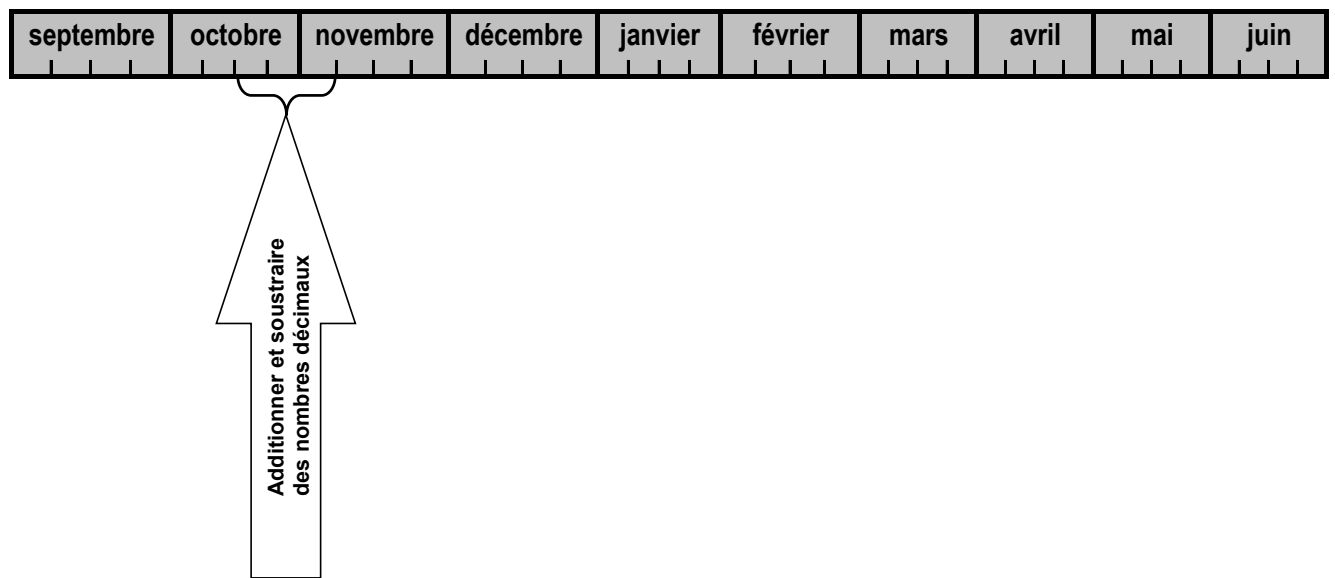 septembre octobre novembre décembre janvier février mars avril mai juin
Additionner et soustraire
des nombres décimaux